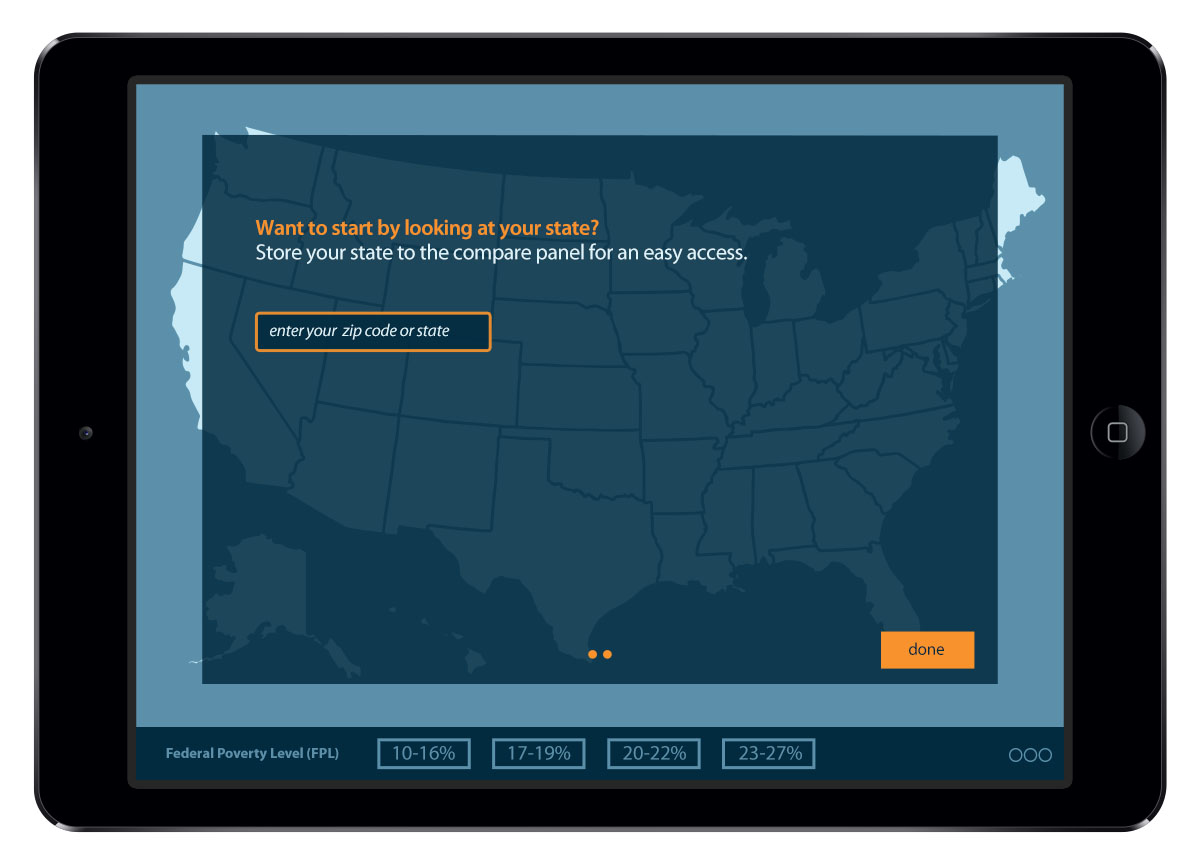 Want to start by looking at your state?
Store your state to the compare panel for an easy access.
enter your zip code or state
done
Federal Poverty Level (FPL)
10-16%
17-19%
20-22%
23-27%